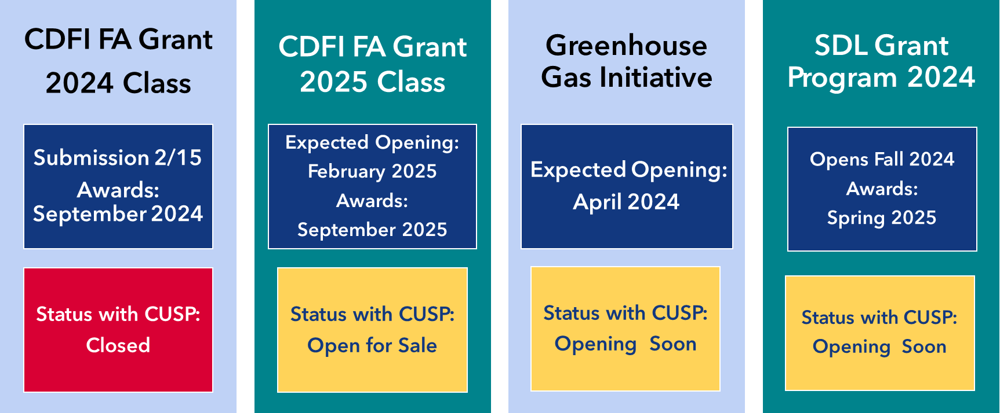 CDFI FA Grant
2024 Class
Submission 2/15
Awards:
September 2024
Status with CUSP:
Closed
CDFI FA Grant
2025 Class
Expected Opening:
February 2025
Awards:
September 2025
Status with CUSP:
Open for Sale
Greenhouse
Gas Initiative
Expected Opening:
April 2024
Status with CUSP:
Opening Soon
SDL Grant
Program 2024
Opens Fall 2024
Awards:
Spring 2025
Status with CUSP:
Opening Soon